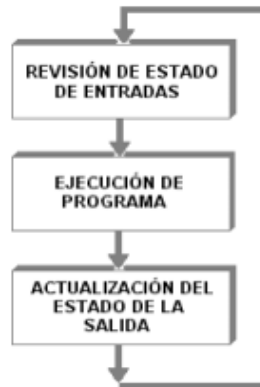 REVISIÓN DE ESTADO
DE ENTRADAS
EJECUCIÓN DE
PROGRAMA
ACTUALIZACIÓN DEL
ESTADO DE LA
SALIDA